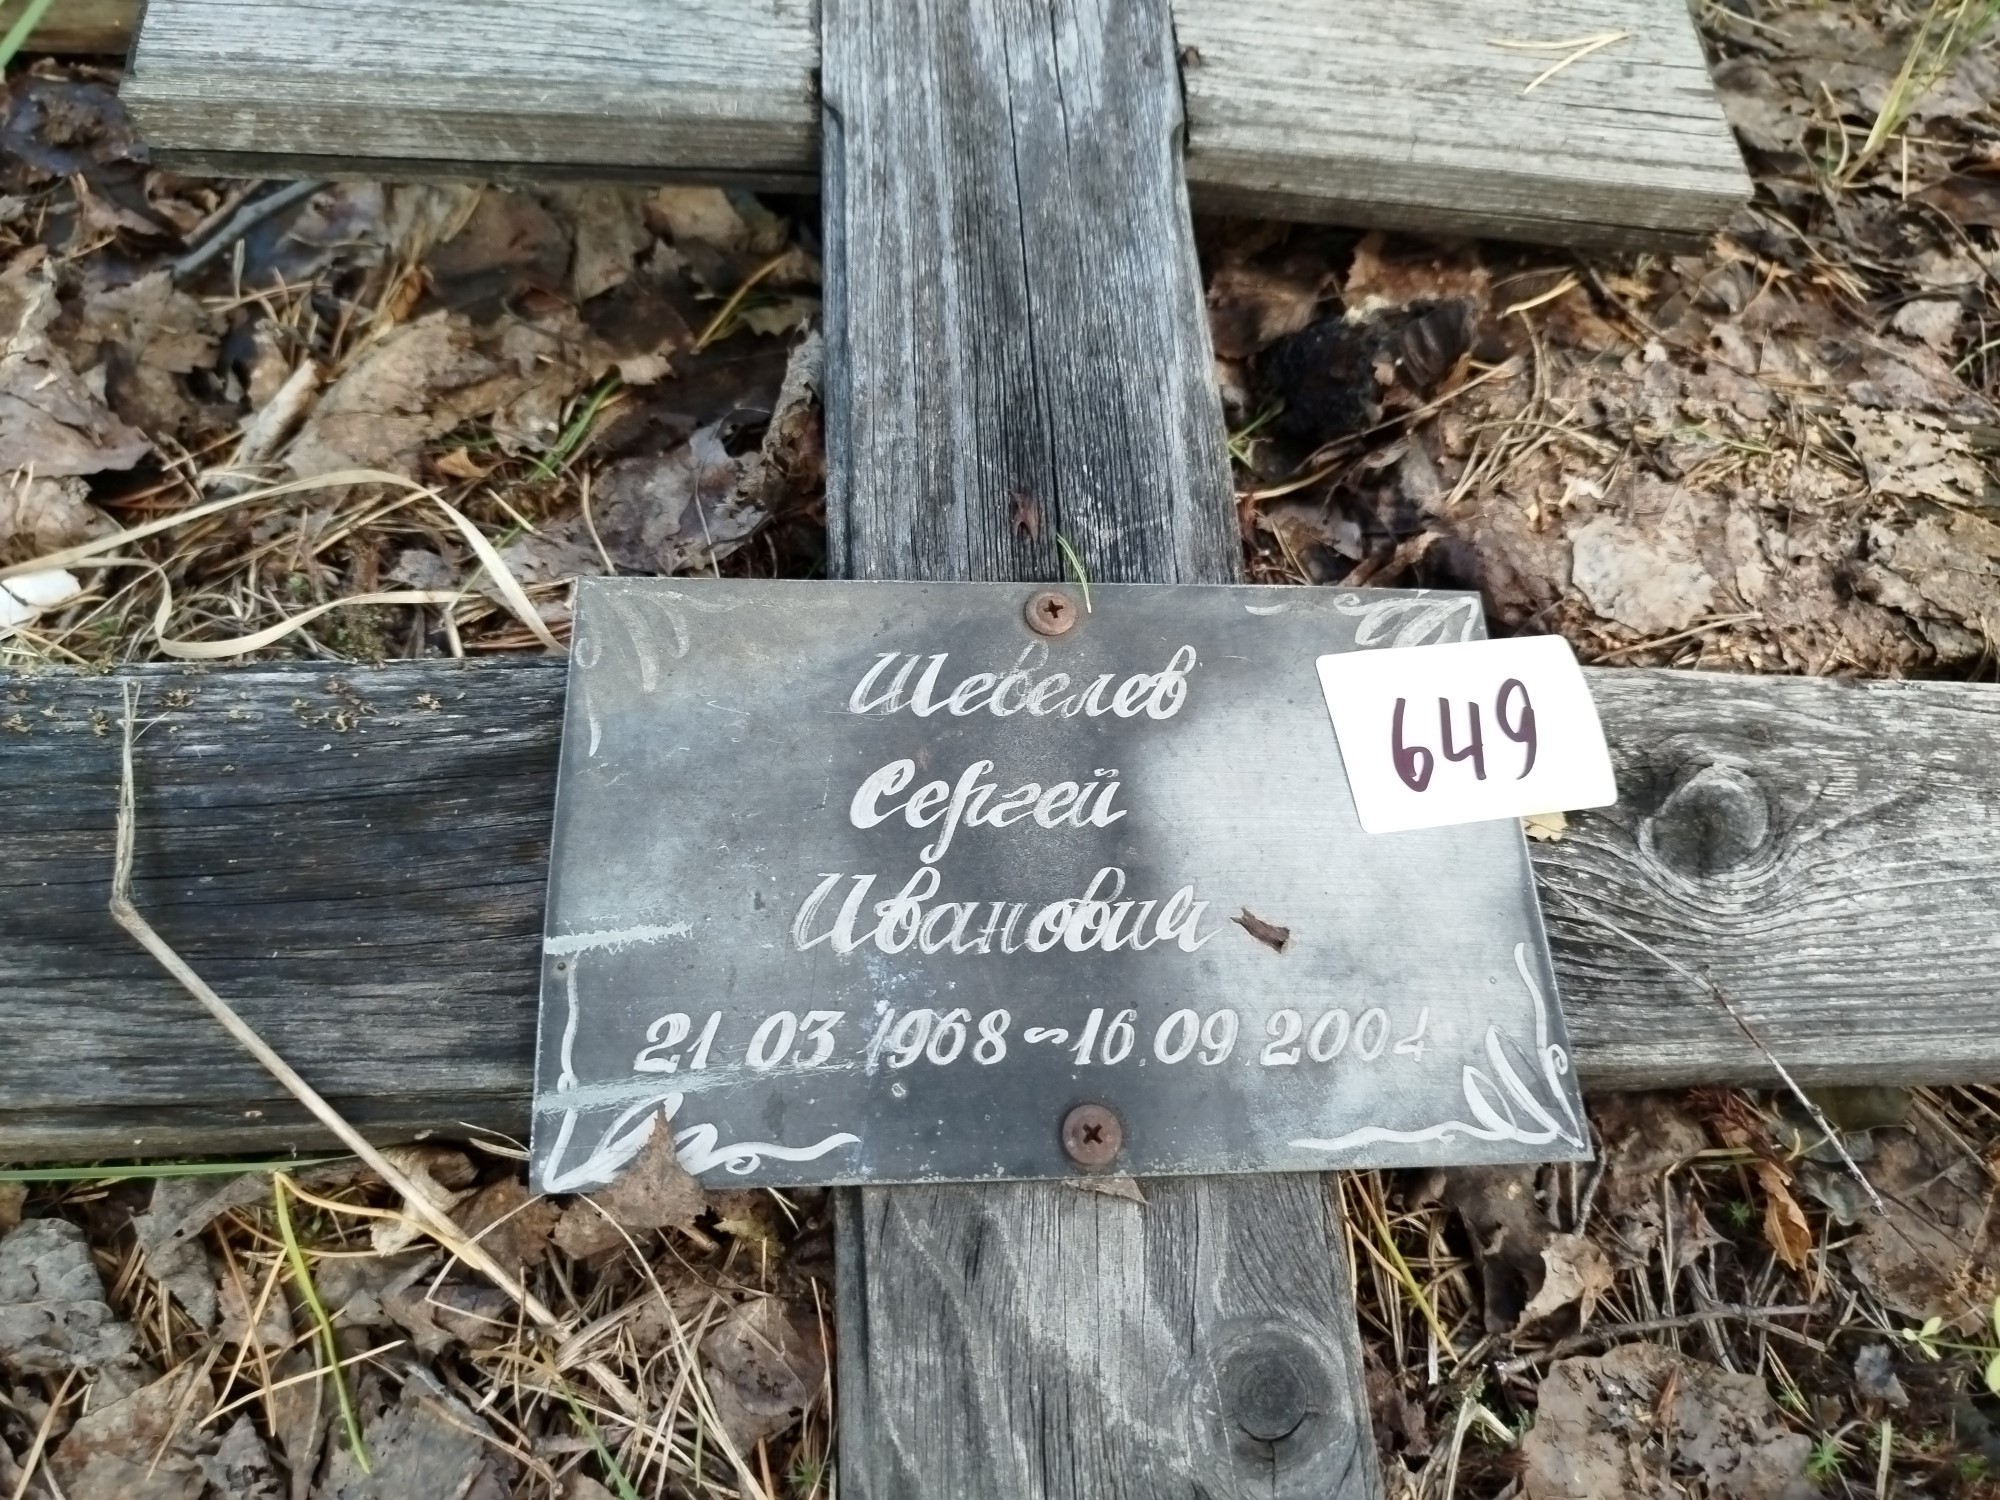 Шевелев
649
Сергей
Иванович
21.03.1968~16.09.2004